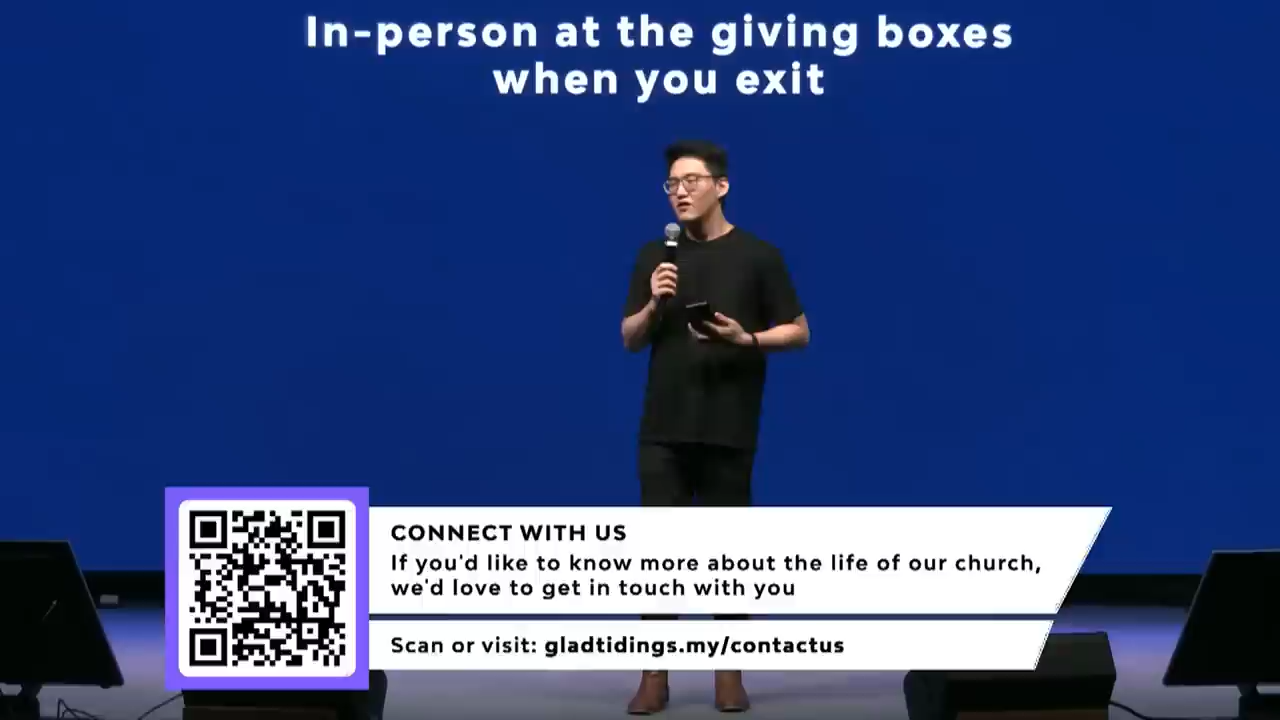 In-person at the giving boxes
when you exit
CONNECT WITH US
If you'd like to know more about the life of our church,
we'd love to get in touch with you
Scan or visit: gladtidings.my/contactus